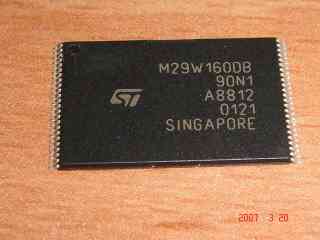 M29W160DB
90N1
A8812
0121
SINGAPORE
ST
2007 3 20